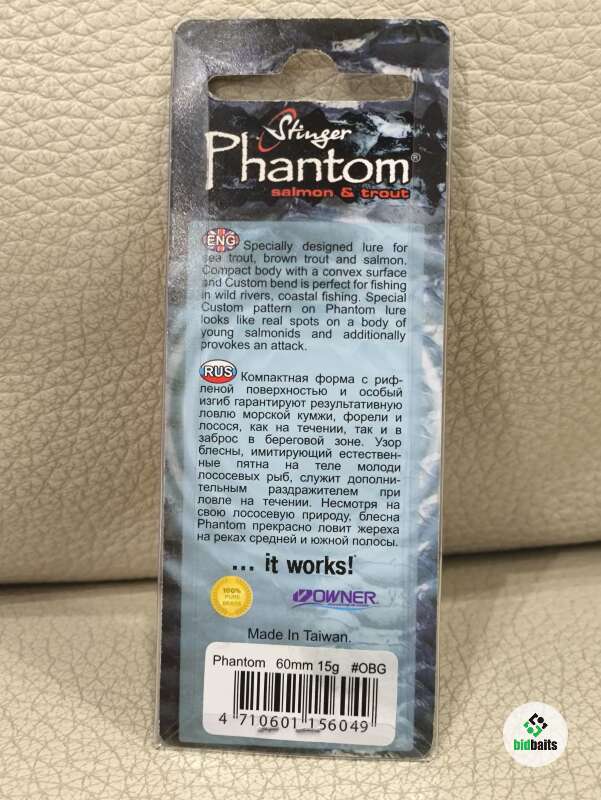 Stinger
Phantom®
salmon & trout
ENG Specially designed lure for
sea trout, brown trout and salmon.
Compact body with a convex surface
and Custom bend is perfect for fishing
in wild rivers, coastal fishing. Special
Custom pattern on Phantom lure
looks like real spots on a body of
young salmonids and additionally
provokes an attack.
RUS Компактная форма с риф-
леной поверхностью и особый
изгиб гарантируют результативную
ловлю морской кумжи, форели и
лосося, как на течении, так и в
заброс в береговой зоне. Узор
блесны, имитирующий естествен-
ные пятна на теле молоди
лососевых рыб, служит дополни-
тельным раздражителем при
ловле на течении. Несмотря на
свою лососевую природу, блесна
Phantom прекрасно ловит жереха
на реках средней и южной полосы.
... it works!
100%
PURE
BRASS
OWNER
Made In Taiwan.
Phantom 60mm 15g #OBG
4 710601 156049
bidbaits